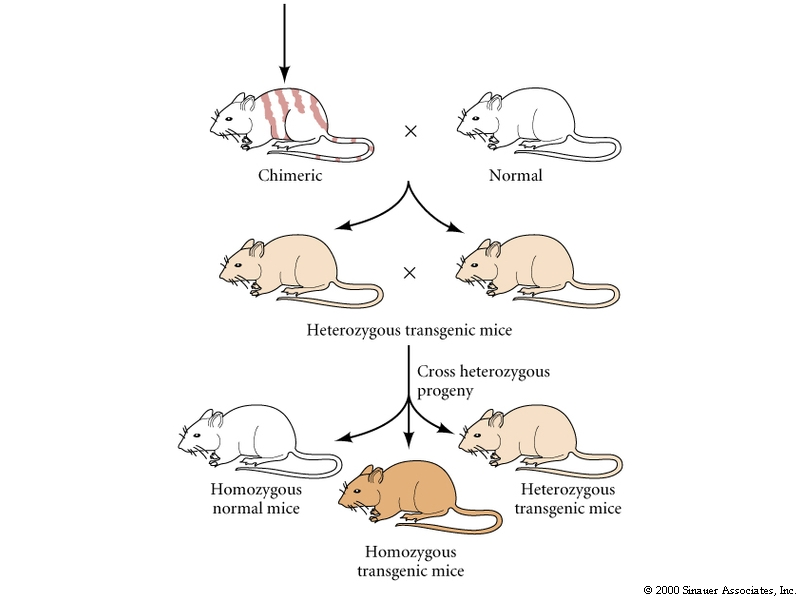 ×
Chimeric
Normal
×
Heterozygous transgenic mice
Cross heterozygous
progeny
Homozygous
normal mice
Heterozygous
transgenic mice
Homozygous
transgenic mice
© 2000 Sinauer Associates, Inc.